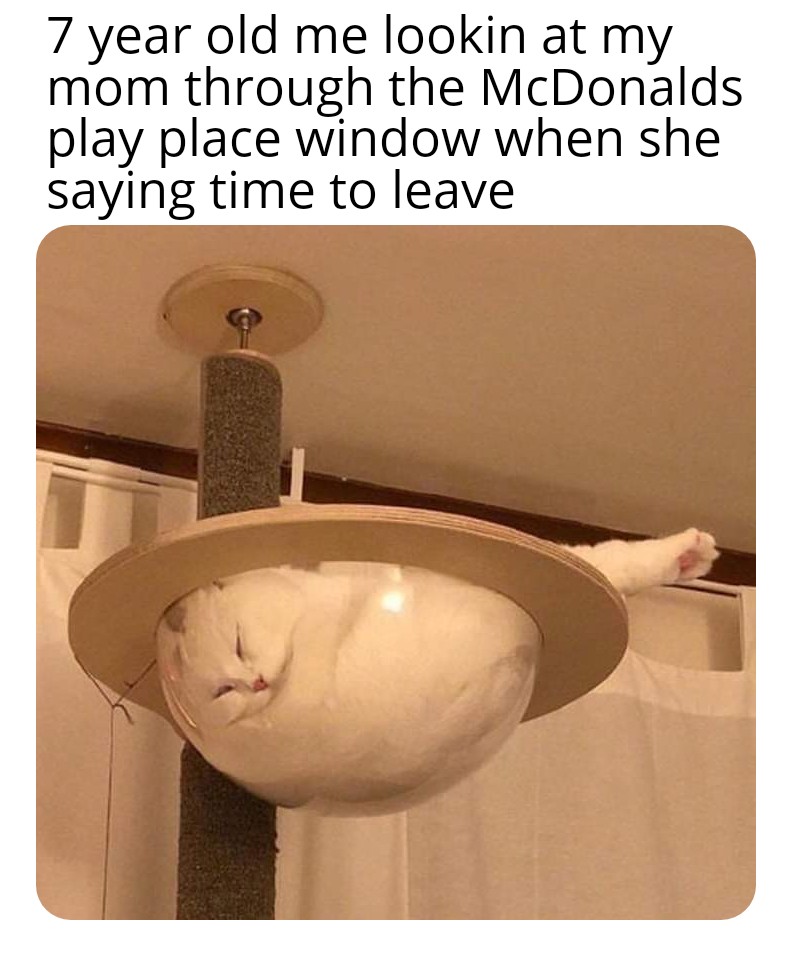 7 year old me lookin at my
mom through the McDonalds
play place window when she
saying time to leave